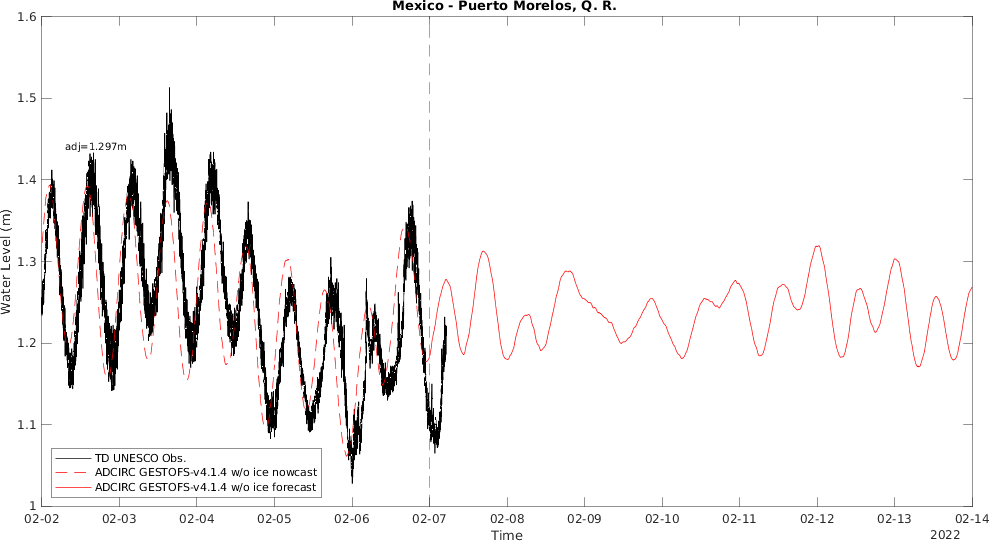 Mexico - Puerto Morelos, Q. R.
1.6
1.5
1.4
1.3
1.2
1.1
1
Water Level (m)
adj=1.297m
TD UNESCO Obs.
ADCIRC GESTOFS-v4.1.4 w/o ice nowcast
ADCIRC GESTOFS-v4.1.4 w/o ice forecast
02-02 02-03 02-04 02-05 02-06 02-07 02-08 02-09 02-10 02-11 02-12 02-13 02-14
Time
2022